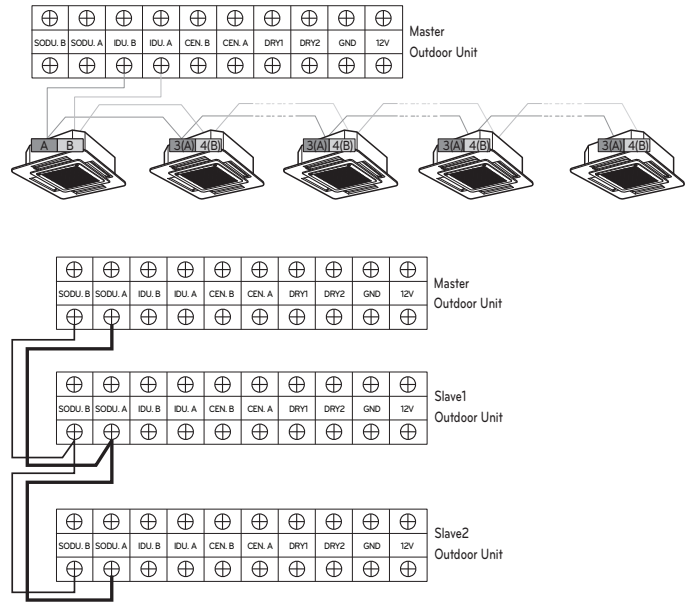 SODU. B SODU. A IDU. B IDU. A CEN. B CEN. A DRY1 DRY2 GND 12V
Master
Outdoor Unit
A B 3(A) 4(B) 3(A) 4(B) 3(A) 4(B) 3(A) 4(B)
SODU. B SODU. A IDU. B IDU. A CEN. B CEN. A DRY1 DRY2 GND 12V
Master
Outdoor Unit
SODU. B SODU. A IDU. B IDU. A CEN. B CEN. A DRY1 DRY2 GND 12V
Slave1
Outdoor Unit
SODU. B SODU. A IDU. B IDU. A CEN. B CEN. A DRY1 DRY2 GND 12V
Slave2
Outdoor Unit